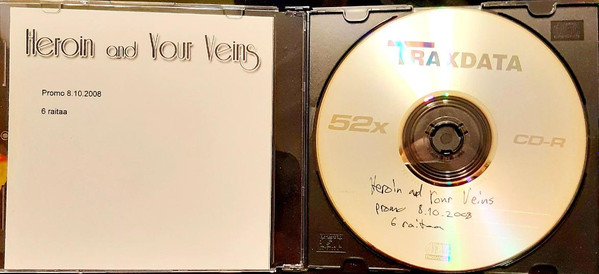 Heroin and Your Veins
Promo 8.10.2008
6 raitaa
TRAXDATA
52x
CD-R
Heroin and Your Veins
promo 8.10.2008
6 raitaa